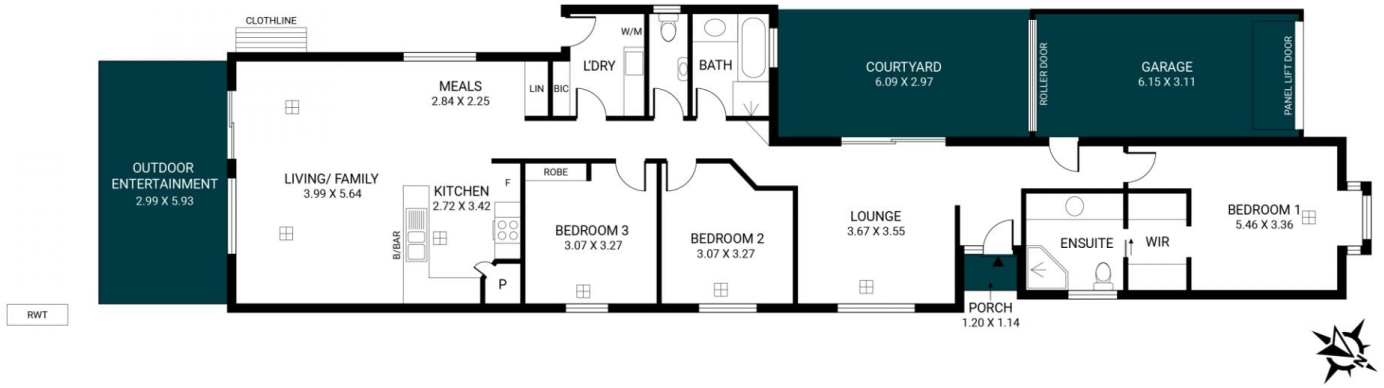 CLOTHLINE
OUTDOOR
ENTERTAINMENT
2.99 X 5.93
RWT
LIVING/ FAMILY
3.99 X 5.64
MEALS
2.84 X 2.25
LIN
BIC
L'DRY
W/M
BATH
B/BAR
KITCHEN
2.72 X 3.42
F
P
ROBE
BEDROOM 3
3.07 X 3.27
BEDROOM 2
3.07 X 3.27
LOUNGE
3.67 X 3.55
COURTYARD
6.09 X 2.97
ROLLER DOOR
GARAGE
6.15 X 3.11
PANEL LIFT DOOR
PORCH
1.20 X 1.14
ENSUITE
WIR
BEDROOM 1
5.46 X 3.36
N